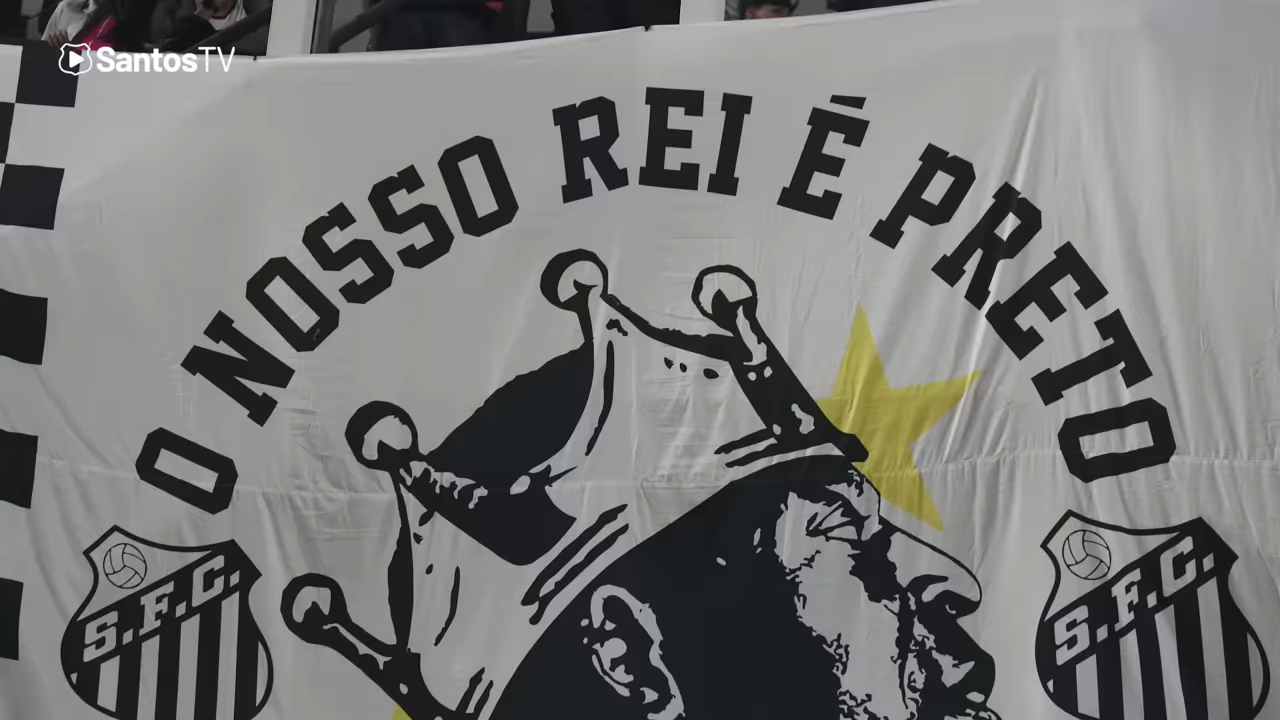 SantosTV
O NOSSO REI É PRETO
S.F.C.
S.F.C.